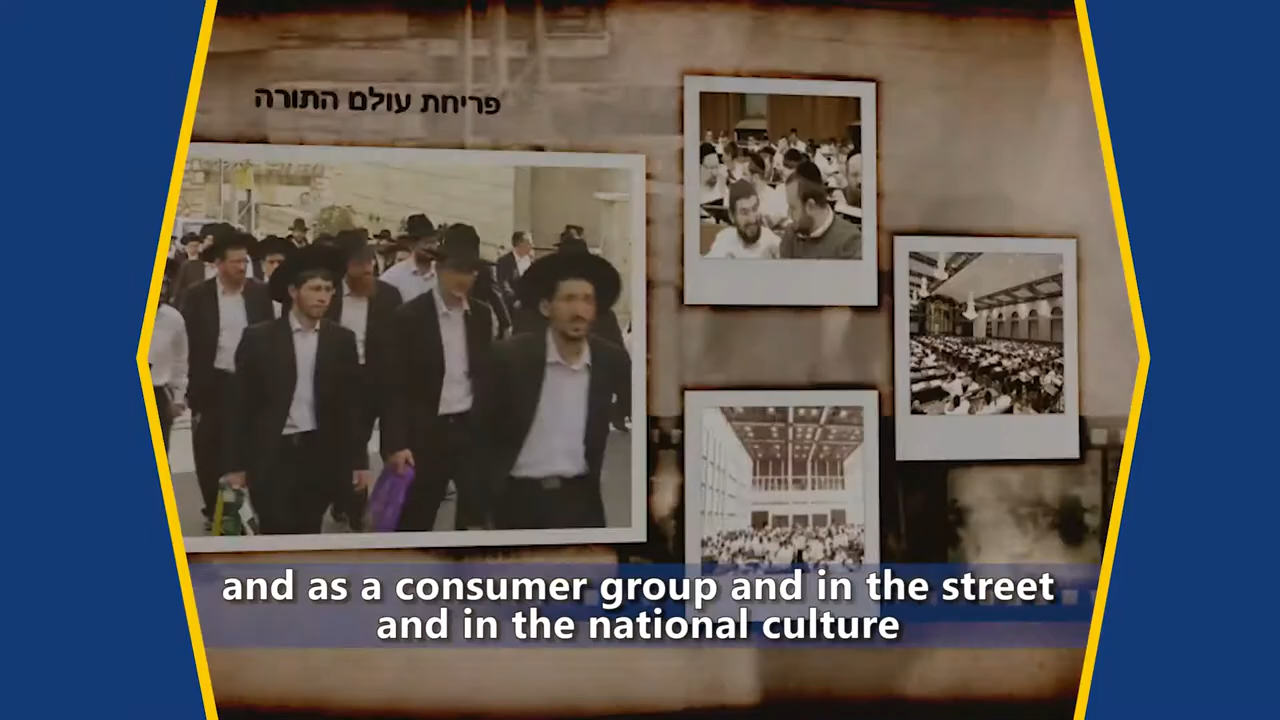 פריחת עולם התורה
and as a consumer group and in the street
and in the national culture